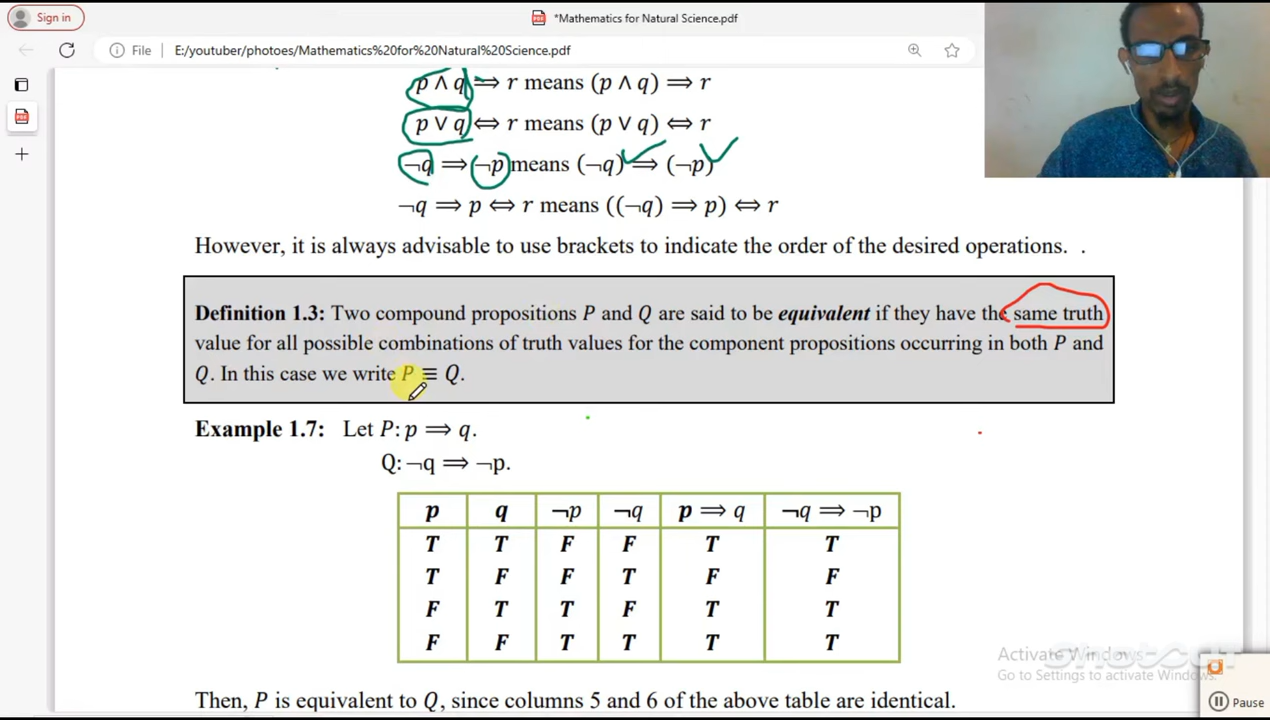 Sign in
*Mathematics for Natural Science.pdf
File E:/youtuber/photoes/Mathematics%20for%20Natural%20Science.pdf
p ∧ q ⟹ r means (p ∧ q) ⟹ r
p ∨ q ⟺ r means (p ∨ q) ⟺ r
¬q ⟹ ¬p means (¬q) ⟹ (¬p)
¬q ⟹ p ⟺ r means ((¬q) ⟹ p) ⟺ r
However, it is always advisable to use brackets to indicate the order of the desired operations. .
Definition 1.3: Two compound propositions P and Q are said to be equivalent if they have the same truth
value for all possible combinations of truth values for the component propositions occurring in both P and
Q. In this case we write P ≡ Q.
Example 1.7: Let P: p ⟹ q.
Q: ¬q ⟹ ¬p.
p q ¬p ¬q p ⟹ q ¬q ⟹ ¬p
T T F F T T
T F F T F F
F T T F T T
F F T T T T
Then, P is equivalent to Q, since columns 5 and 6 of the above table are identical.
Activate Windows
Go to Settings to activate Windows.
Pause